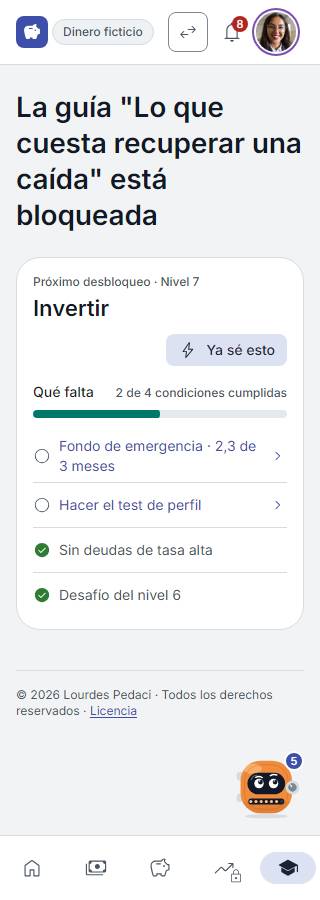 Dinero ficticio
8
La guía "Lo que
cuesta recuperar una
caída" está
bloqueada
Próximo desbloqueo · Nivel 7
Invertir
Ya sé esto
Qué falta 2 de 4 condiciones cumplidas
Fondo de emergencia · 2,3 de
3 meses
Hacer el test de perfil
Sin deudas de tasa alta
Desafío del nivel 6
© 2026 Lourdes Pedaci · Todos los derechos
reservados · Licencia
5